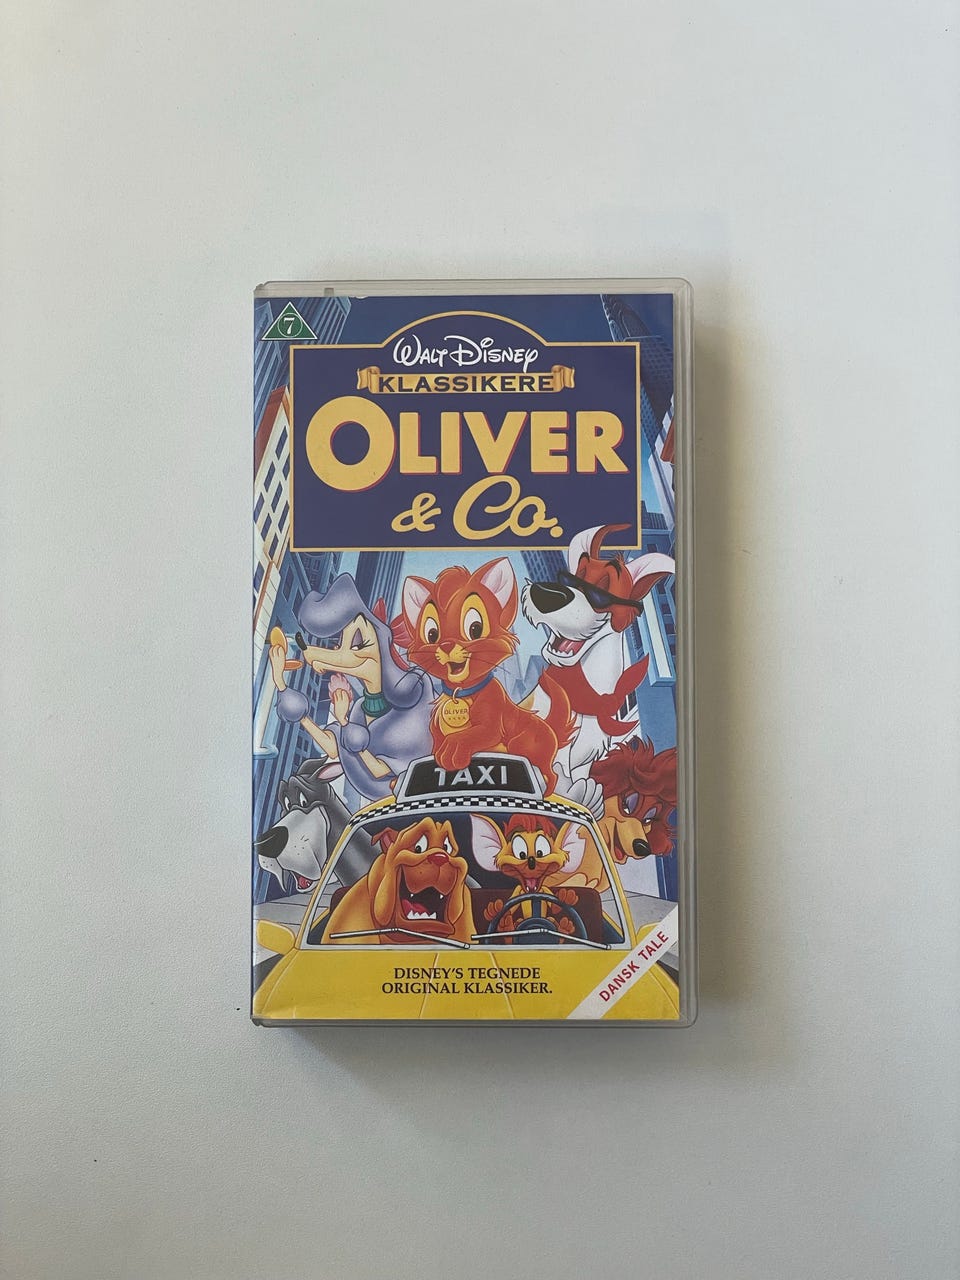 7
WALT DISNEY
KLASSIKERE
OLIVER
& Co.
OLIVER
TAXI
DISNEY'S TEGNEDE
ORIGINAL KLASSIKER.
DANSK TALE